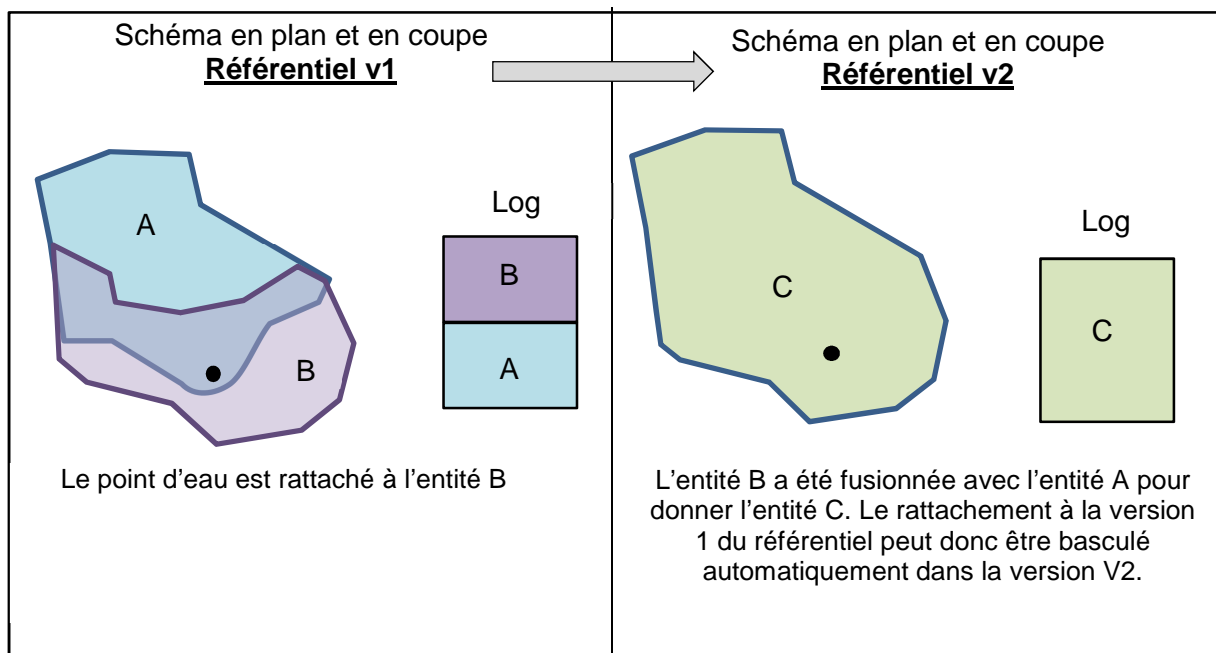 Schéma en plan et en coupe
Référentiel v1
A
B
Log
B
A
Le point d'eau est rattaché à l'entité B
Schéma en plan et en coupe
Référentiel v2
C
Log
C
L'entité B a été fusionnée avec l'entité A pour
donner l'entité C. Le rattachement à la version
1 du référentiel peut donc être basculé
automatiquement dans la version V2.